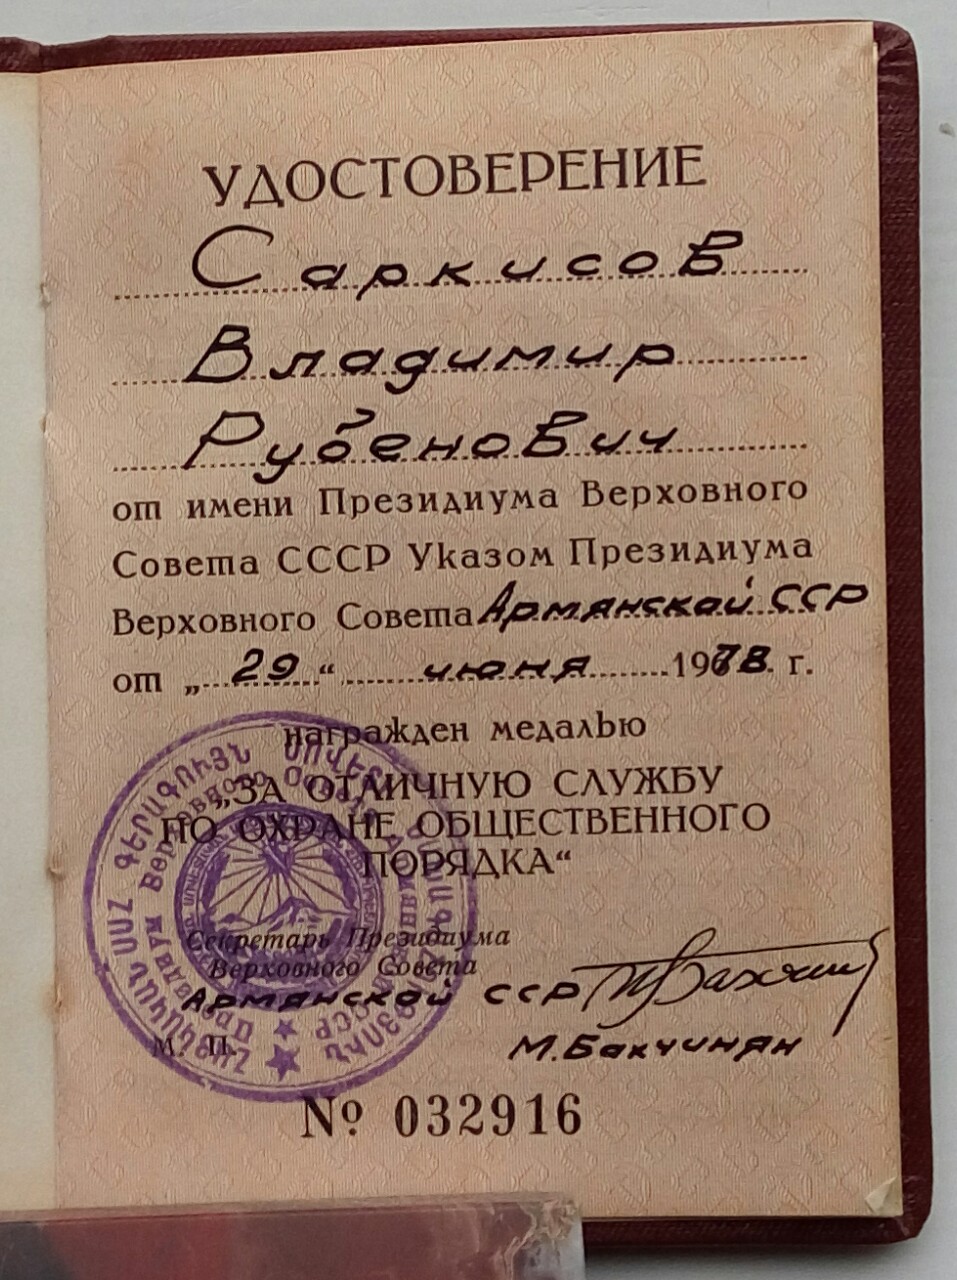 УДОСТОВЕРЕНИЕ
Саркисов
Владимир
Рубенович
от имени Президиума Верховного
Совета СССР Указом Президиума
Верховного Совета Армянской ССР
от „29“ июня 1978 г.
награжден медалью
„ЗА ОТЛИЧНУЮ СЛУЖБУ
ПО ОХРАНЕ ОБЩЕСТВЕННОГО
ПОРЯДКА“
Секретарь Президиума
Верховного Совета
Армянской ССР
М. Бакчинян
М. П.
№ 032916